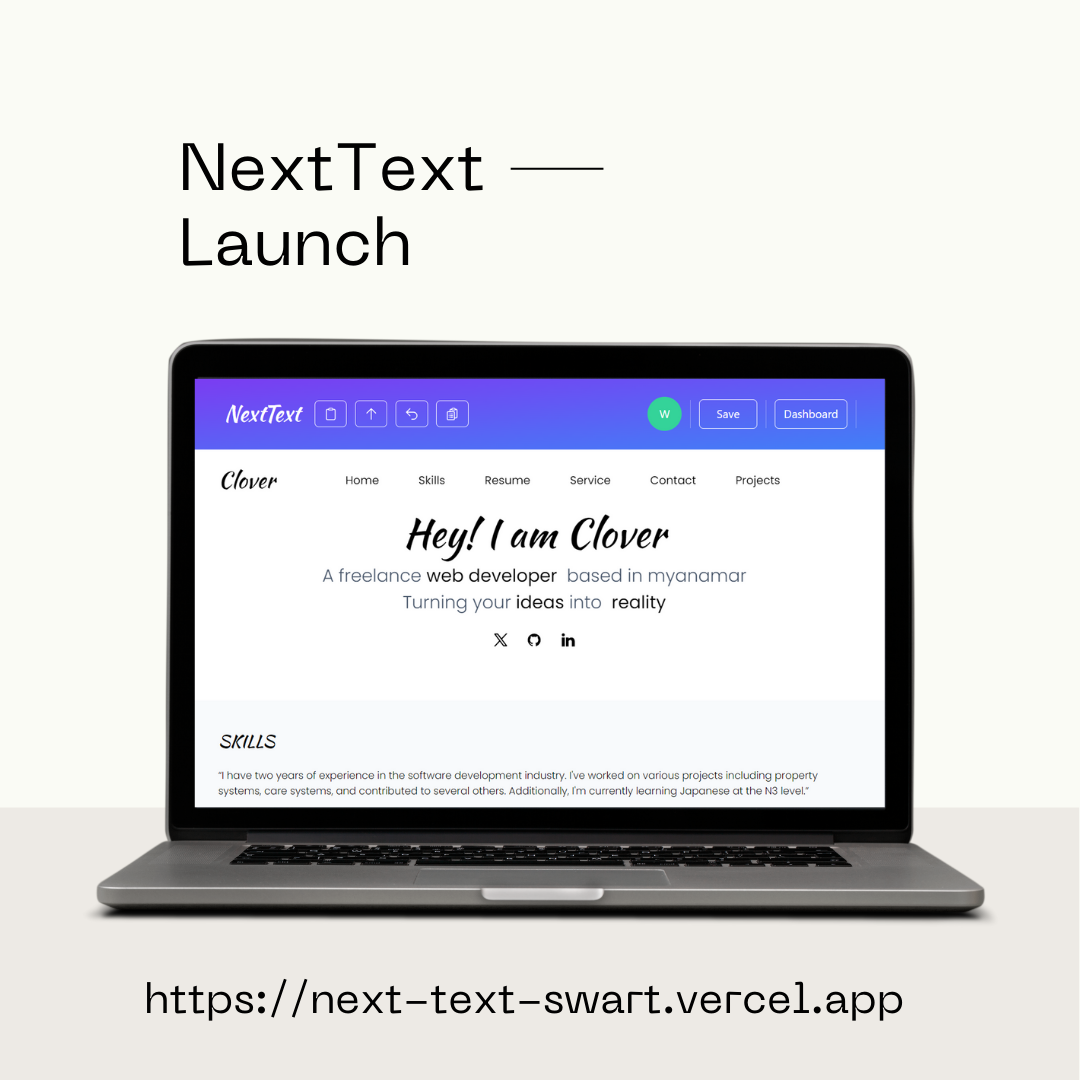 NextText
Launch
NextText
W
Save
Dashboard
Clover
Home
Skills
Resume
Service
Contact
Projects
Hey! I am Clover
A freelance web developer based in myanamar
Turning your ideas into reality
SKILLS
“I have two years of experience in the software development industry. I've worked on various projects including property
systems, care systems, and contributed to several others. Additionally, I'm currently learning Japanese at the N3 level.”
https://next-text-swart.vercel.app